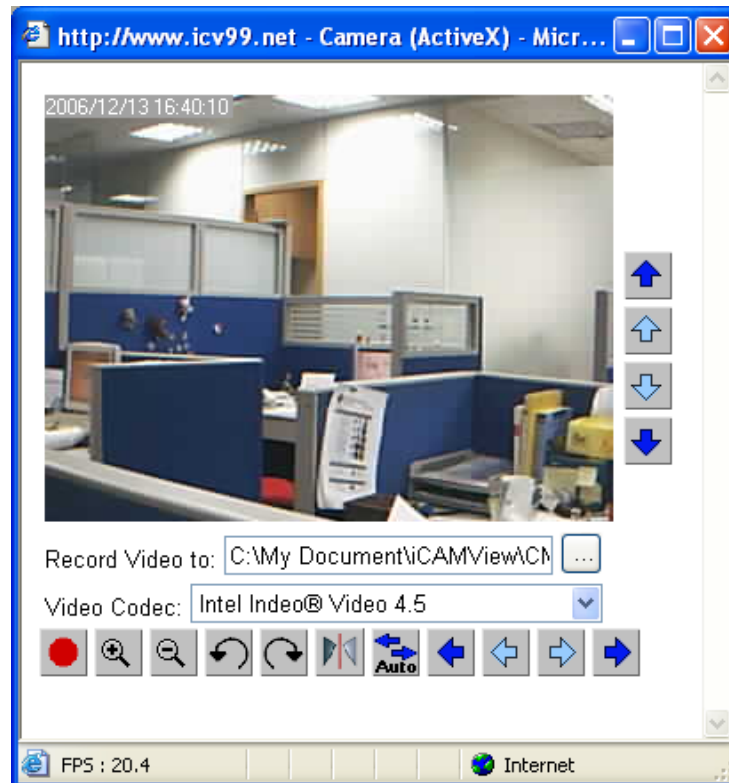 http://www.icv99.net - Camera (ActiveX) - Micr...
2006/12/13 16:40:10
Record Video to: C:\My Document\iCAMView\CN ...
Video Codec: Intel Indeo® Video 4.5
Auto
FPS : 20.4
Internet